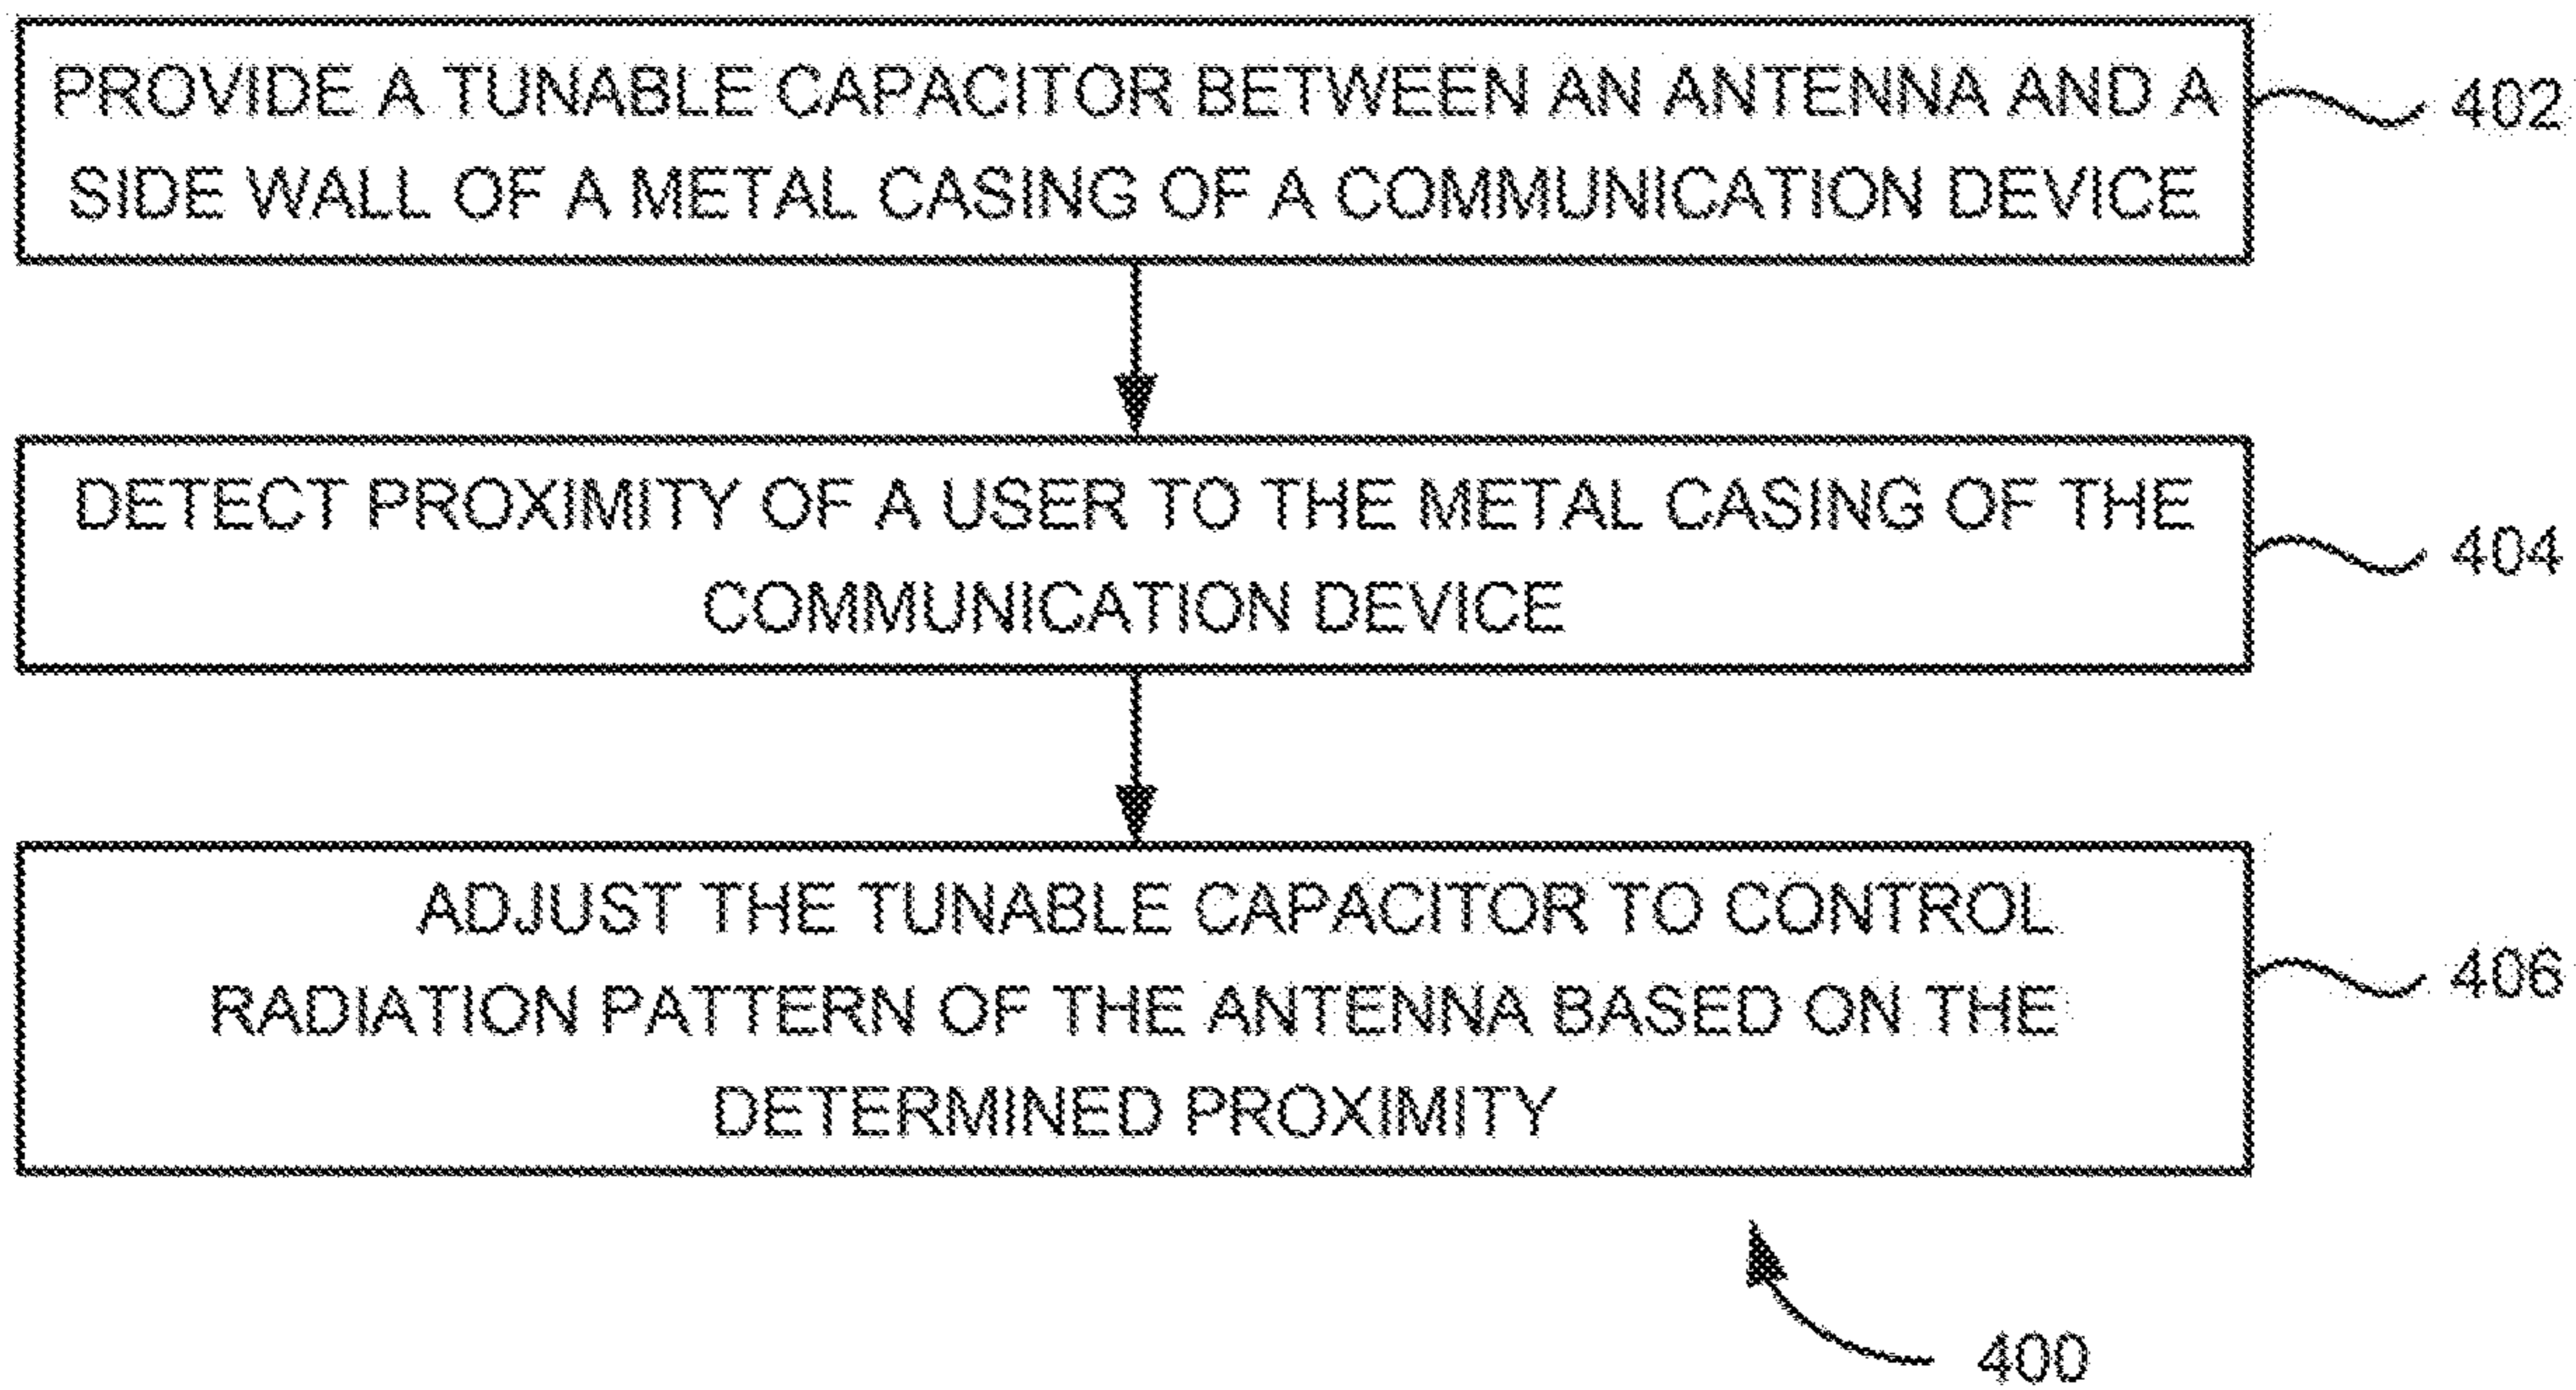 PROVIDE A TUNABLE CAPACITOR BETWEEN AN ANTENNA AND A
SIDE WALL OF A METAL CASING OF A COMMUNICATION DEVICE
402
DETECT PROXIMITY OF A USER TO THE METAL CASING OF THE
COMMUNICATION DEVICE
404
ADJUST THE TUNABLE CAPACITOR TO CONTROL
RADIATION PATTERN OF THE ANTENNA BASED ON THE
DETERMINED PROXIMITY
406
400